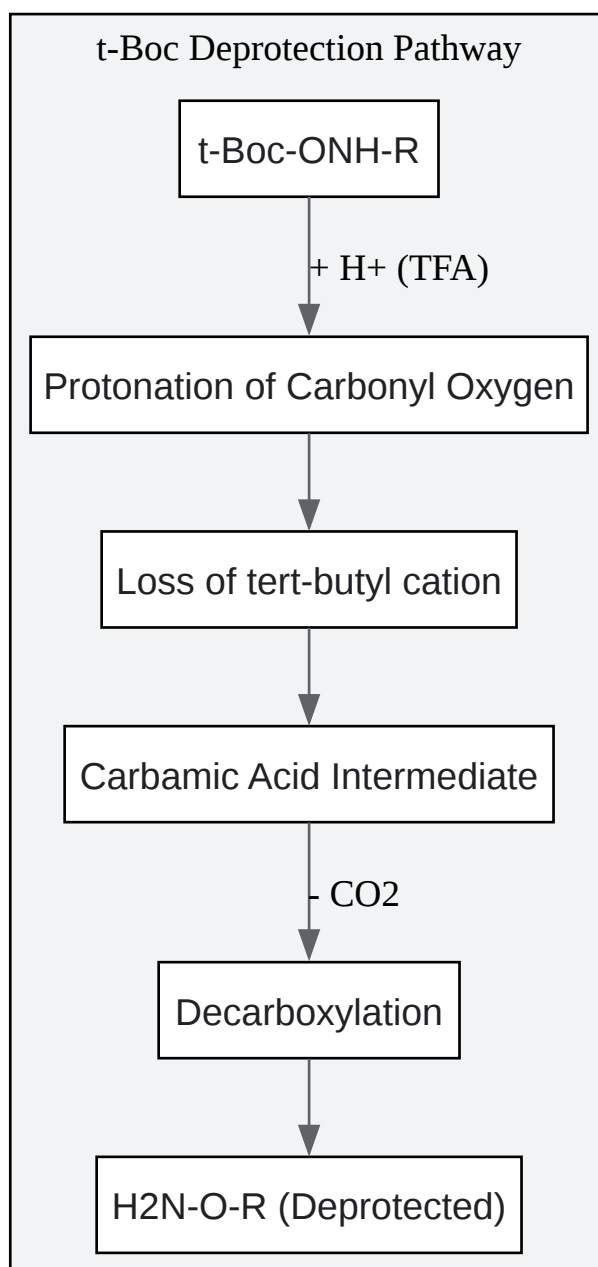 t-Boc Deprotection Pathway
t-Boc-ONH-R
+ H+ (TFA)
Protonation of Carbonyl Oxygen
Loss of tert-butyl cation
Carbamic Acid Intermediate
- CO2
Decarboxylation
H2N-O-R (Deprotected)